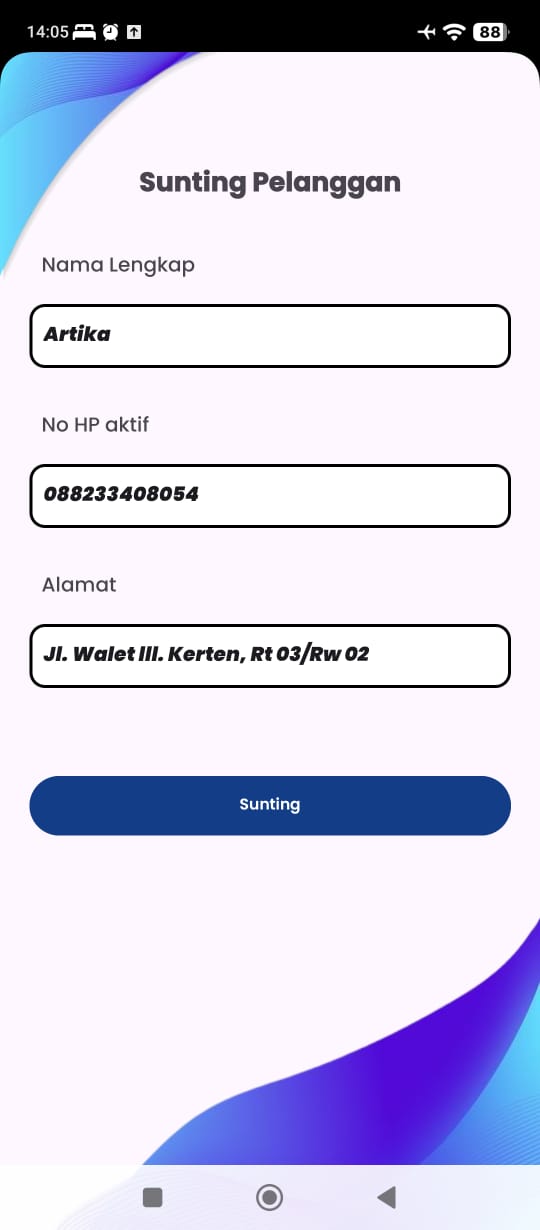 14:05 88
Sunting Pelanggan
Nama Lengkap
Artika
No HP aktif
088233408054
Alamat
Jl. Walet III. Kerten, Rt 03/Rw 02
Sunting